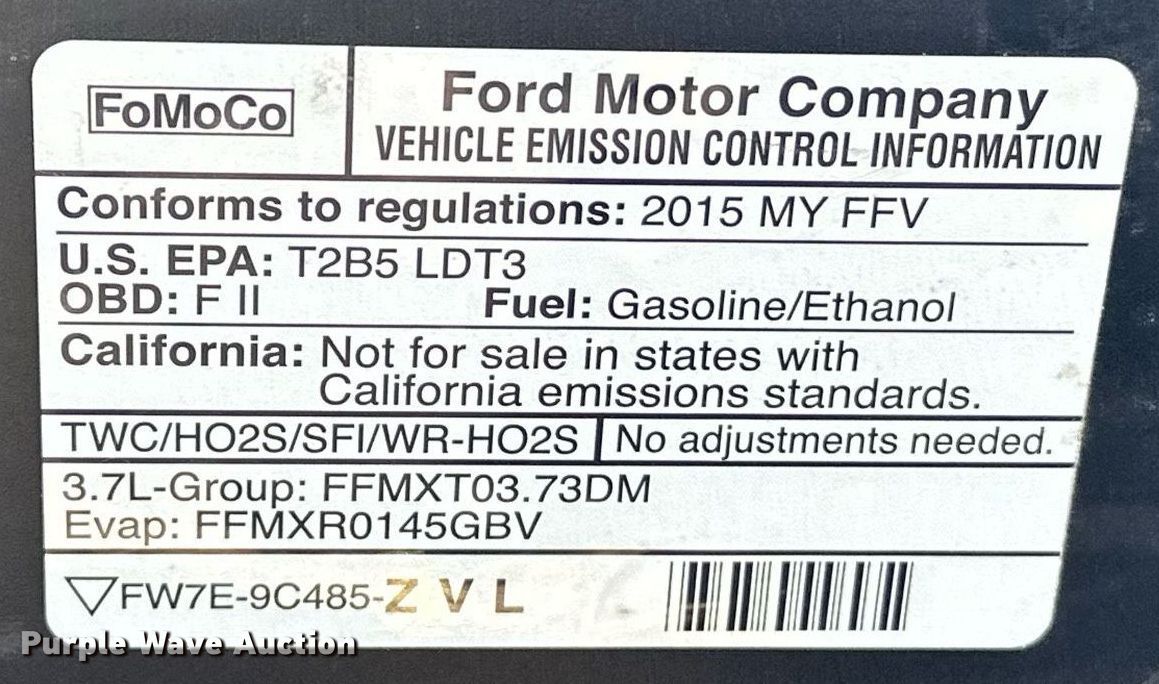 FoMoCo
Ford Motor Company
VEHICLE EMISSION CONTROL INFORMATION
Conforms to regulations: 2015 MY FFV
U.S. EPA: T2B5 LDT3
OBD: F II Fuel: Gasoline/Ethanol
California: Not for sale in states with
California emissions standards.
TWC/HO2S/SFI/WR-HO2S No adjustments needed.
3.7L-Group: FFMXT03.73DM
Evap: FFMXR0145GBV
FW7E-9C485-Z V L
Purple Wave Auction